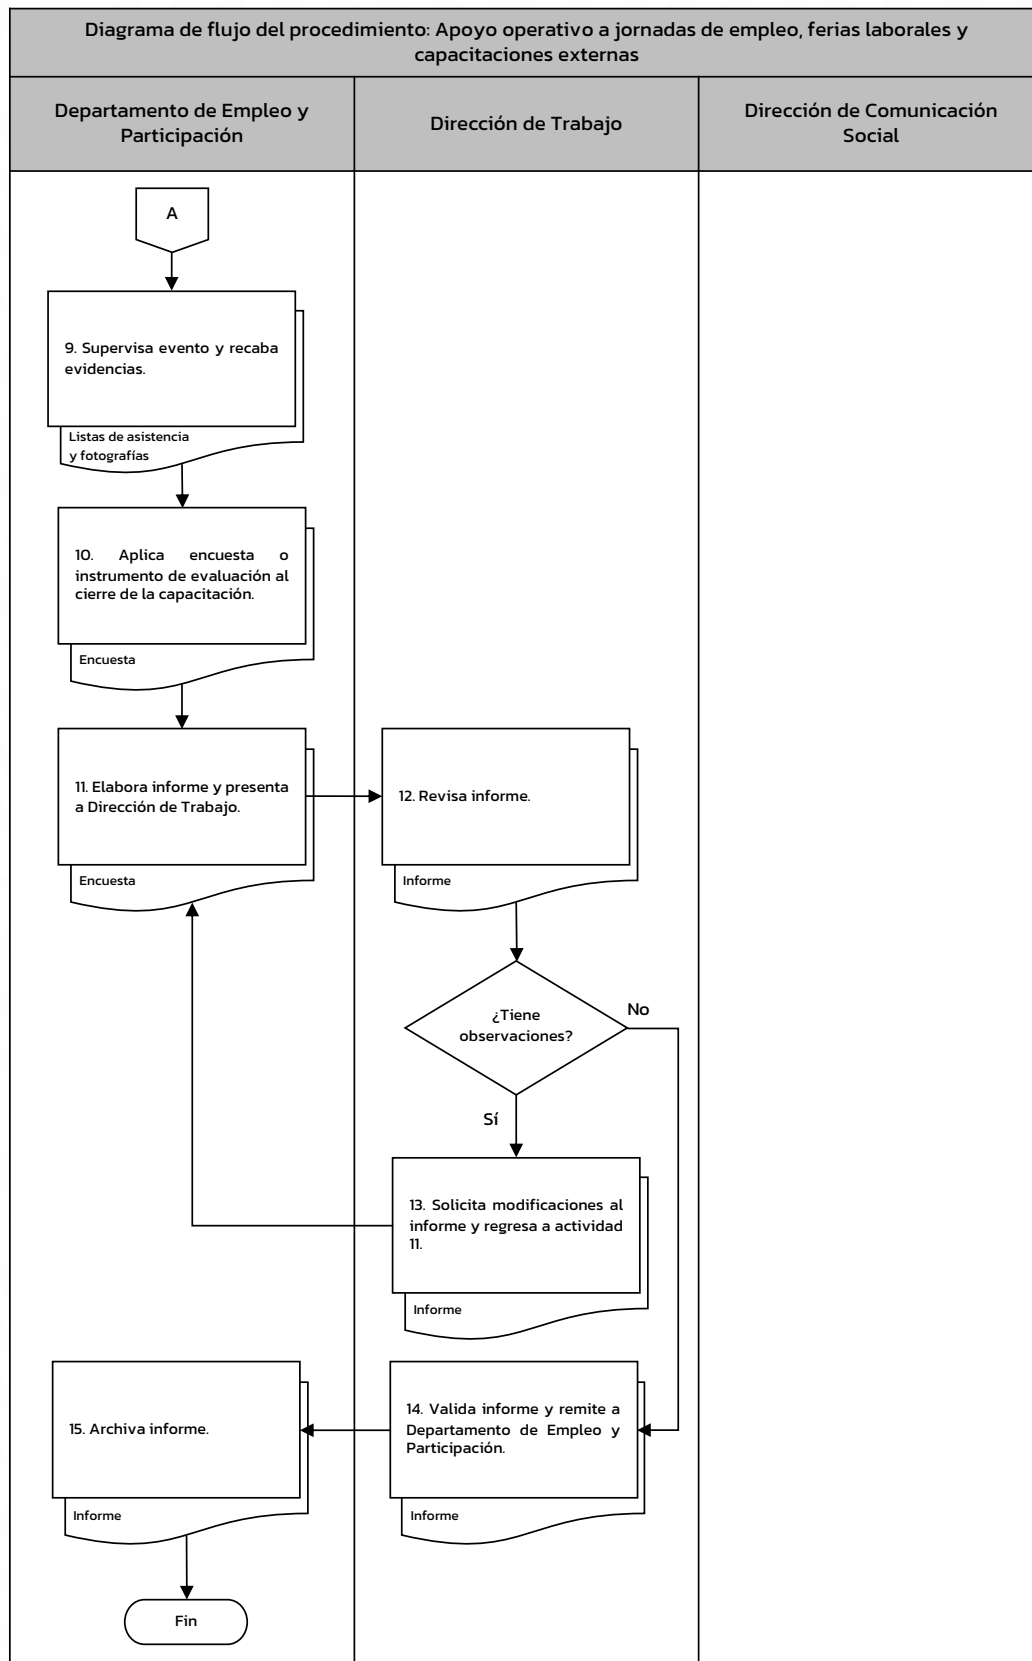 Diagrama de flujo del procedimiento: Apoyo operativo a jornadas de empleo, ferias laborales y
capacitaciones externas
Departamento de Empleo y
Participación
Dirección de Trabajo
Dirección de Comunicación
Social
A
9. Supervisa evento y recaba
evidencias.
Listas de asistencia
y fotografías
10. Aplica encuesta o
instrumento de evaluación al
cierre de la capacitación.
Encuesta
11. Elabora informe y presenta
a Dirección de Trabajo.
Encuesta
12. Revisa informe.
Informe
¿Tiene
observaciones?
No
Sí
13. Solicita modificaciones al
informe y regresa a actividad
11.
Informe
14. Valida informe y remite a
Departamento de Empleo y
Participación.
Informe
15. Archiva informe.
Informe
Fin